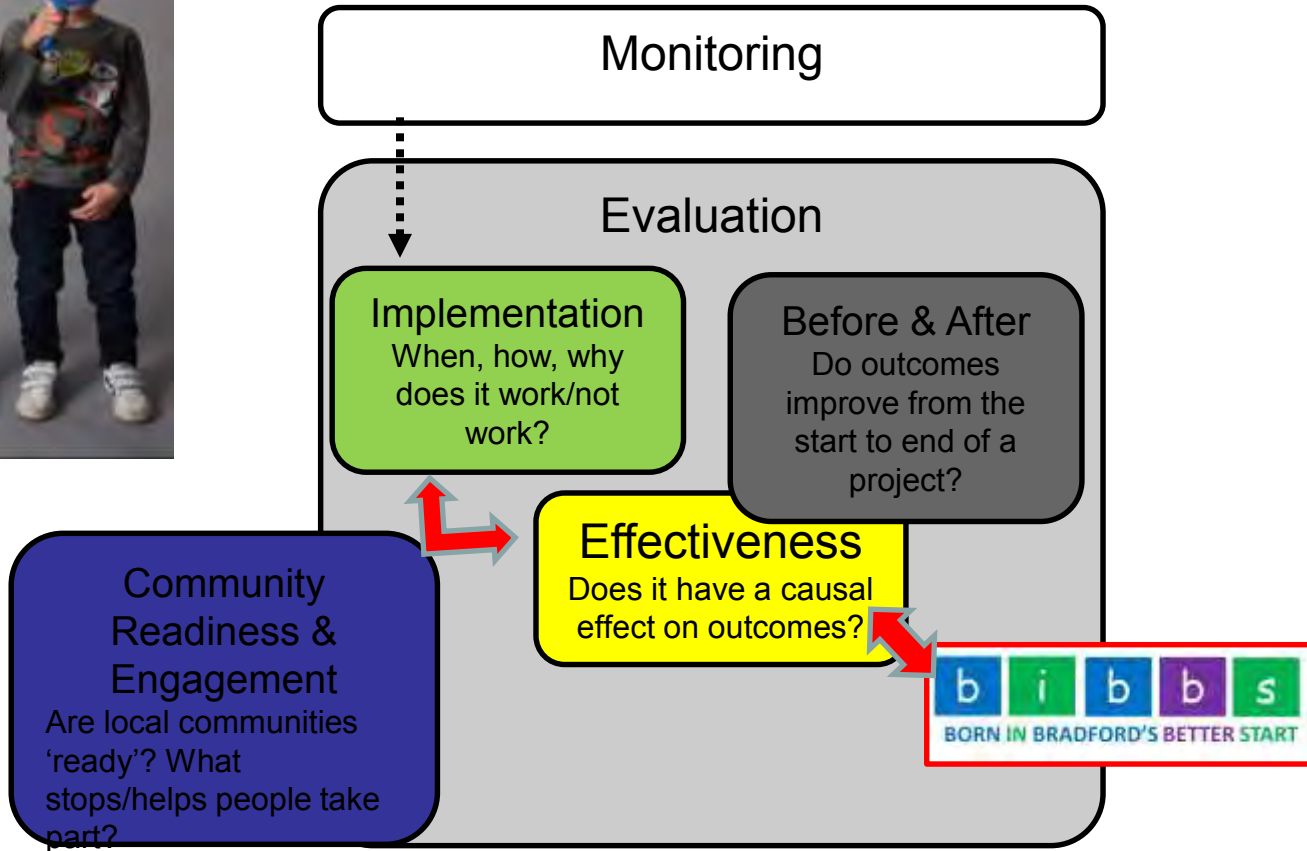 Monitoring
Evaluation
Implementation
When, how, why
does it work/not
work?
Before & After
Do outcomes
improve from the
start to end of a
project?
Effectiveness
Does it have a causal
effect on outcomes?
Community
Readiness &
Engagement
Are local communities
‘ready’? What
stops/helps people take
part?
b i b b s
BORN IN BRADFORD'S BETTER START